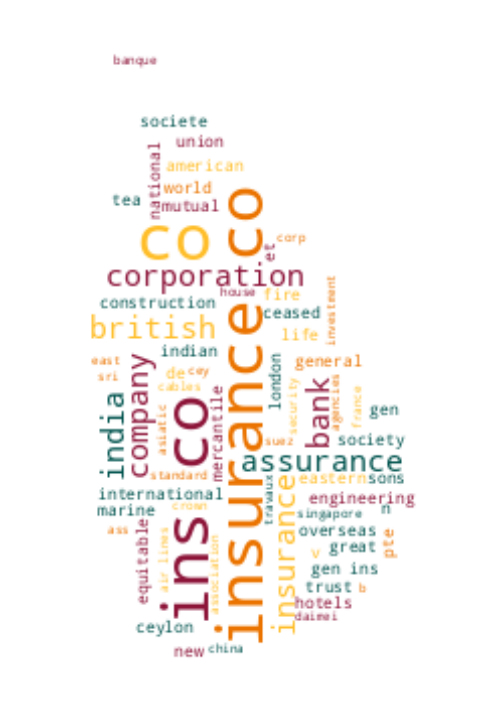 banque
societe
union
national
american
world
tea
mutual
insurance co
co
et
corp
corporation
house
fire
investment
construction
ceased
british
life
indian
east
company
de
cey
london
general
sri
cables
security
bank
agencies
france
india
ins co
mercantile
gen
asiatic
suez
society
assurance
standard
eastern
sons
international
crown
travaux
insurance
engineering
marine
singapore
n
ass
equitable
air lines
association
overseas
v
great
pte
gen ins
trust
b
hotels
daimei
ceylon
new
china